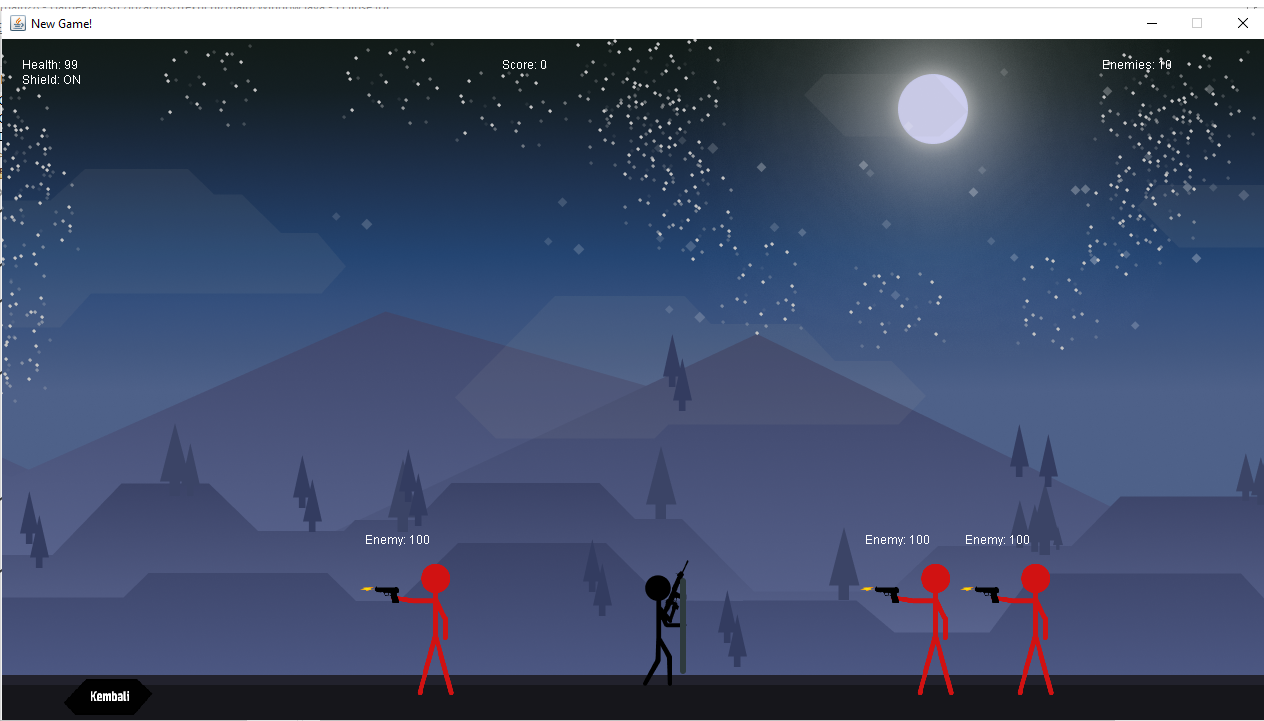 New Game!
Health: 99
Shield: ON
Score: 0
Enemies: 10
Enemy: 100
Enemy: 100
Enemy: 100
Kembali